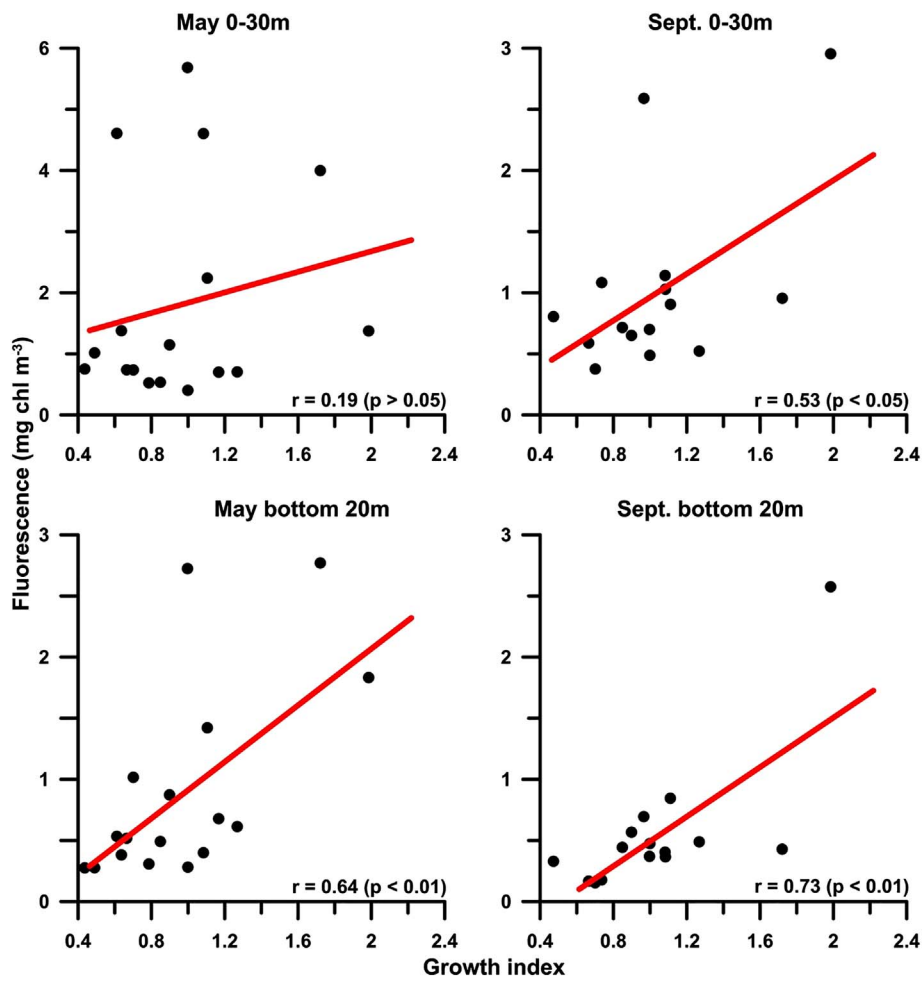 May 0-30m
Sept. 0-30m
6
4
2
0
3
2
1
0
r = 0.19 (p > 0.05)
r = 0.53 (p < 0.05)
0.4 0.8 1.2 1.6 2 2.4
0.4 0.8 1.2 1.6 2 2.4
Fluorescence (mg chl m-3)
May bottom 20m
Sept. bottom 20m
3
2
1
0
3
2
1
0
r = 0.64 (p < 0.01)
r = 0.73 (p < 0.01)
0.4 0.8 1.2 1.6 2 2.4
0.4 0.8 1.2 1.6 2 2.4
Growth index